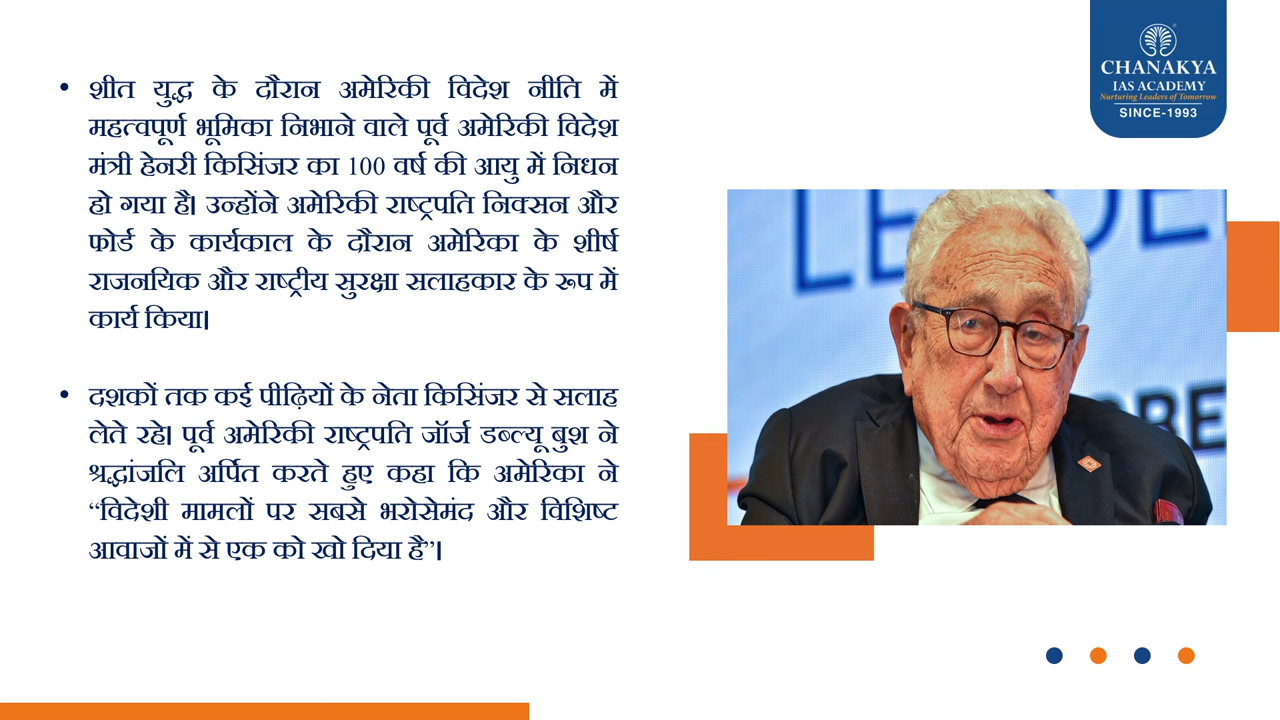 • शीत युद्ध के दौरान अमेरिकी विदेश नीति में
महत्वपूर्ण भूमिका निभाने वाले पूर्व अमेरिकी विदेश
मंत्री हेनरी किसिंजर का 100 वर्ष की आयु में निधन
हो गया है। उन्होंने अमेरिकी राष्ट्रपति निक्सन और
फोर्ड के कार्यकाल के दौरान अमेरिका के शीर्ष
राजनयिक और राष्ट्रीय सुरक्षा सलाहकार के रूप में
कार्य किया।
• दशकों तक कई पीढ़ियों के नेता किसिंजर से सलाह
लेते रहे। पूर्व अमेरिकी राष्ट्रपति जॉर्ज डब्ल्यू बुश ने
श्रद्धांजलि अर्पित करते हुए कहा कि अमेरिका ने
“विदेशी मामलों पर सबसे भरोसेमंद और विशिष्ट
आवाजों में से एक को खो दिया है”।
CHANAKYA
IAS ACADEMY
Nurturing Leaders of Tomorrow
SINCE-1993